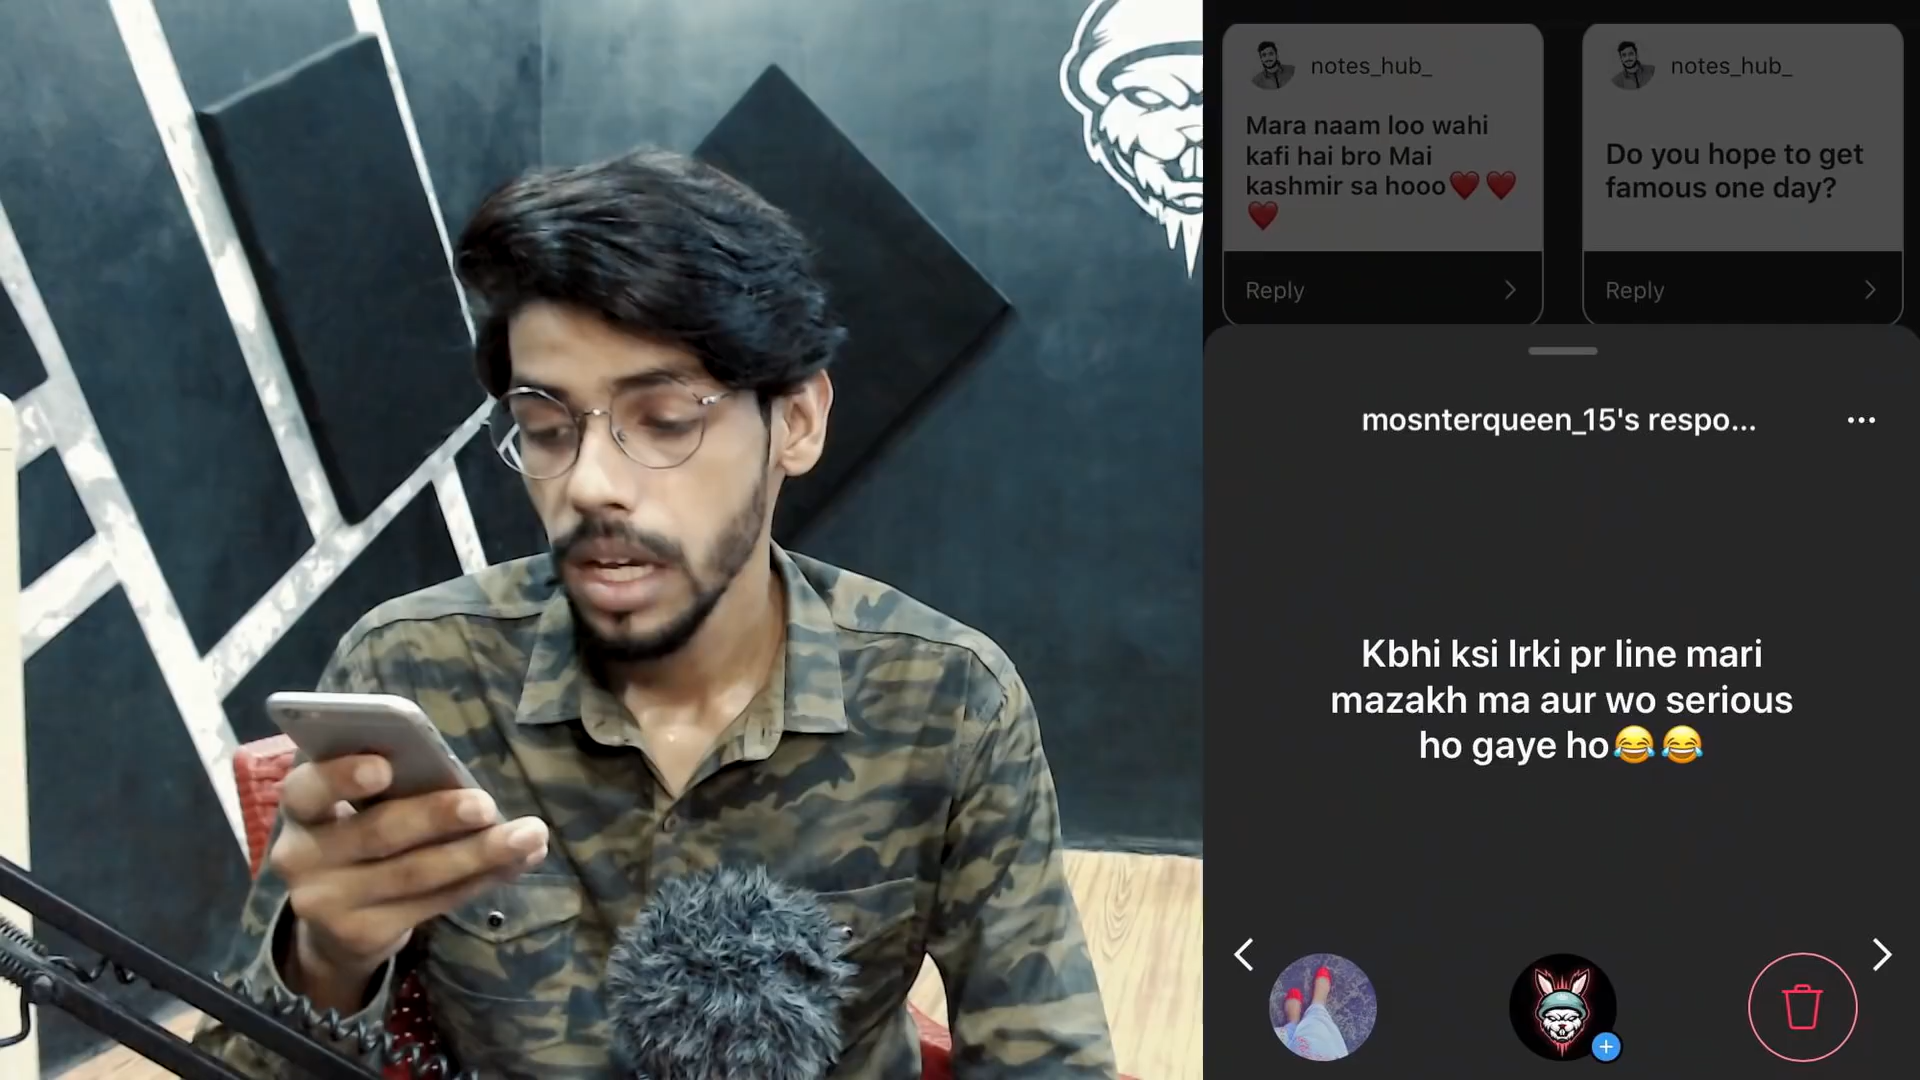 notes_hub_
Mara naam loo wahi
kafi hai bro Mai
kashmir sa hooo❤️❤️
❤️
Reply
notes_hub_
Do you hope to get
famous one day?
Reply
mosnterqueen_15's respo...
Kbhi ksi lrki pr line mari
mazakh ma aur wo serious
ho gaye ho😂😂